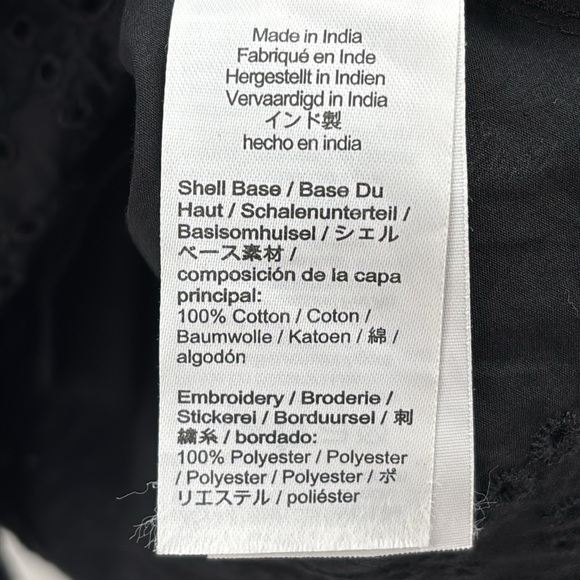 Made in India
Fabriqué en Inde
Hergestellt in Indien
Vervaardigd in India
インド製
hecho en india
Shell Base / Base Du
Haut / Schalenunterteil /
Basisomhulsel / シェル
ベース素材 /
composición de la capa
principal:
100% Cotton / Coton /
Baumwolle / Katoen / 綿 /
algodón
Embroidery / Broderie /
Stickerei / Borduursel / 刺
繍糸 / bordado:
100% Polyester / Polyester
/ Polyester / Polyester / ポ
リエステル / poliéster